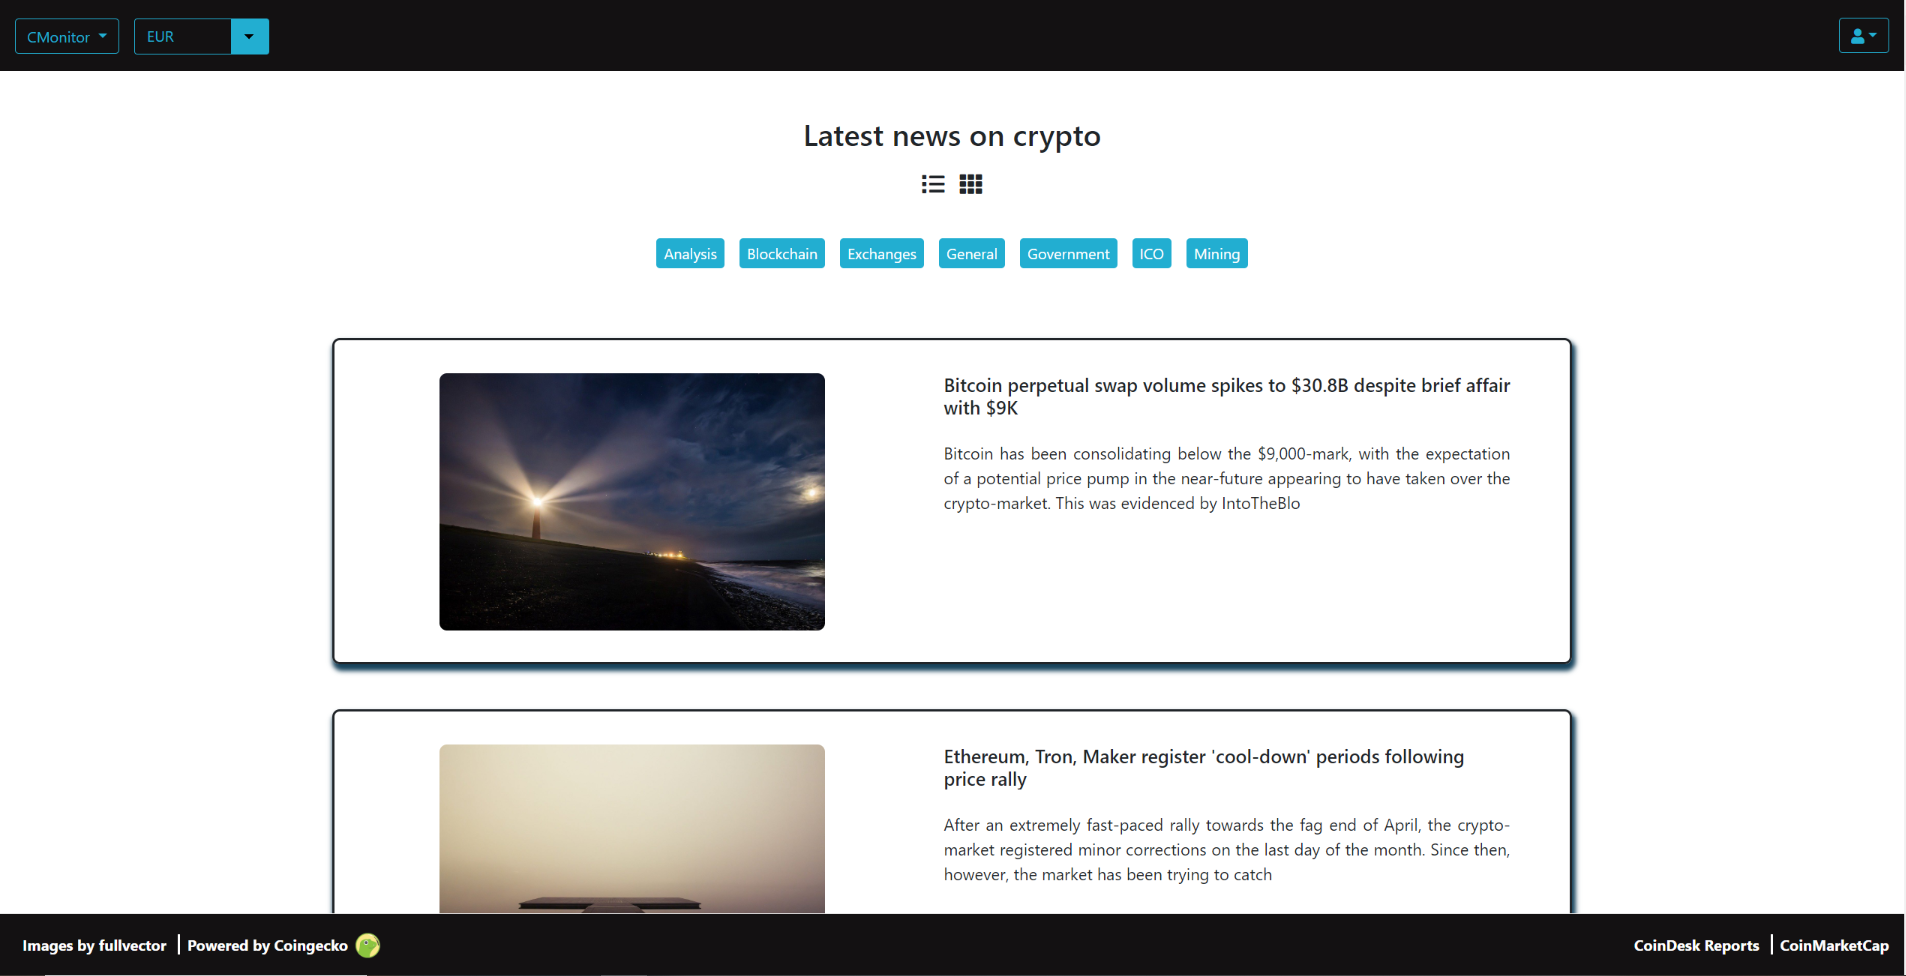 CMonitor
EUR
Latest news on crypto
Analysis
Blockchain
Exchanges
General
Government
ICO
Mining
Bitcoin perpetual swap volume spikes to $30.8B despite brief affair
with $9K
Bitcoin has been consolidating below the $9,000-mark, with the expectation
of a potential price pump in the near-future appearing to have taken over the
crypto-market. This was evidenced by IntoTheBlo
Ethereum, Tron, Maker register 'cool-down' periods following
price rally
After an extremely fast-paced rally towards the fag end of April, the crypto-
market registered minor corrections on the last day of the month. Since then,
however, the market has been trying to catch
Images by fullvector
Powered by Coingecko
CoinDesk Reports
CoinMarketCap